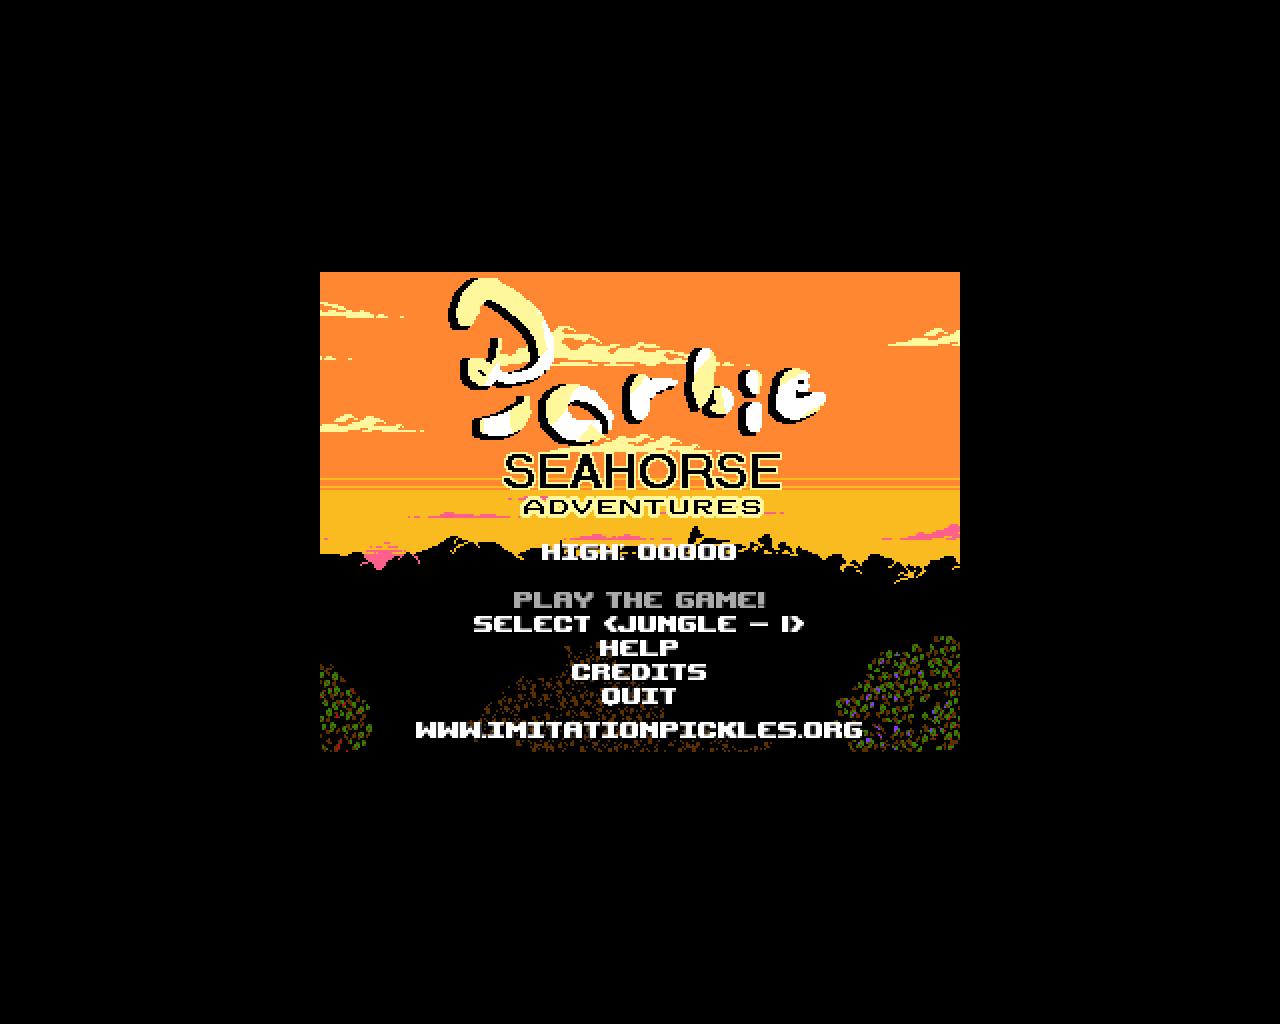 Barbie
SEAHORSE
ADVENTURES
HIGH: 00000
PLAY THE GAME!
SELECT <JUNGLE - 1>
HELP
CREDITS
QUIT
WWW.IMITATIONPICKLES.ORG